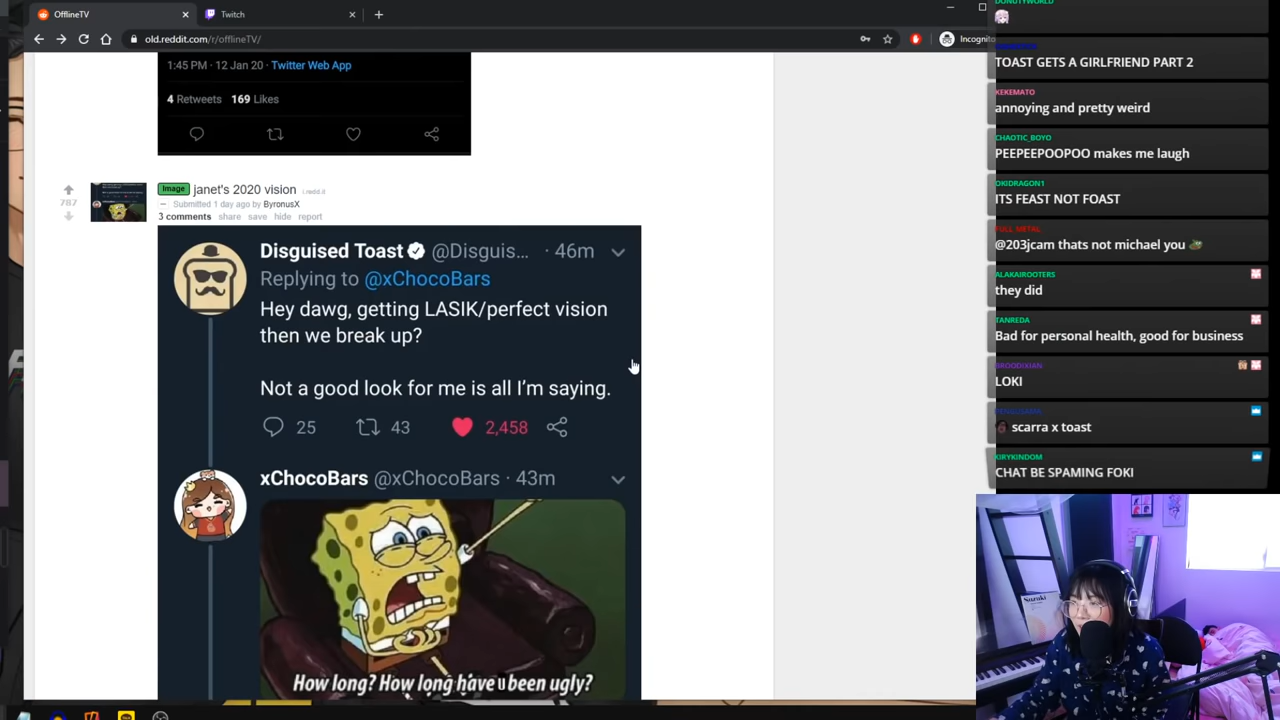 OfflineTV
Twitch
old.reddit.com/r/offlineTV/
Incognito
1:45 PM · 12 Jan 20 · Twitter Web App
4 Retweets 169 Likes
Image janet's 2020 vision i.redd.it
787
Submitted 1 day ago by ByronusX
3 comments share save hide report
Disguised Toast @Disguis... · 46m
Replying to @xChocoBars
Hey dawg, getting LASIK/perfect vision
then we break up?
Not a good look for me is all I'm saying.
25 43 2,458
xChocoBars @xChocoBars · 43m
How long? How long have u been ugly?
DONUTYWORLD
TOAST GETS A GIRLFRIEND PART 2
KEKEMATO
annoying and pretty weird
CHAOTIC_BOYO
PEEPEEPOOPOO makes me laugh
OKIDRAGON1
ITS FEAST NOT FOAST
FULL_METAL
@203jcam thats not michael you
ALAKAIROOTERS
they did
TANREDA
Bad for personal health, good for business
BROODIXIAN
LOKI
scarra x toast
KIRYKINDOM
CHAT BE SPAMING FOKI
Suzuki